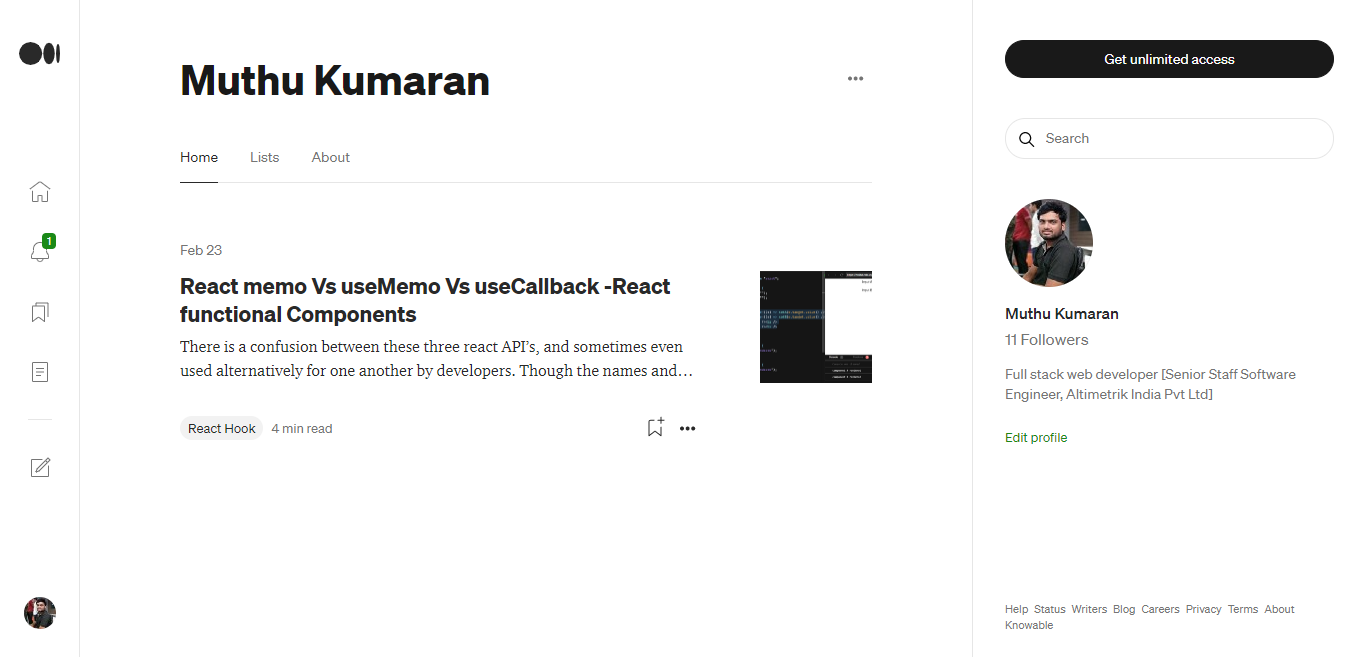 Muthu Kumaran
Home Lists About
Feb 23
React memo Vs useMemo Vs useCallback -React
functional Components
There is a confusion between these three react API’s, and sometimes even
used alternatively for one another by developers. Though the names and…
React Hook 4 min read
1
Get unlimited access
Search
Muthu Kumaran
11 Followers
Full stack web developer [Senior Staff Software
Engineer, Altimetrik India Pvt Ltd]
Edit profile
Help Status Writers Blog Careers Privacy Terms About
Knowable